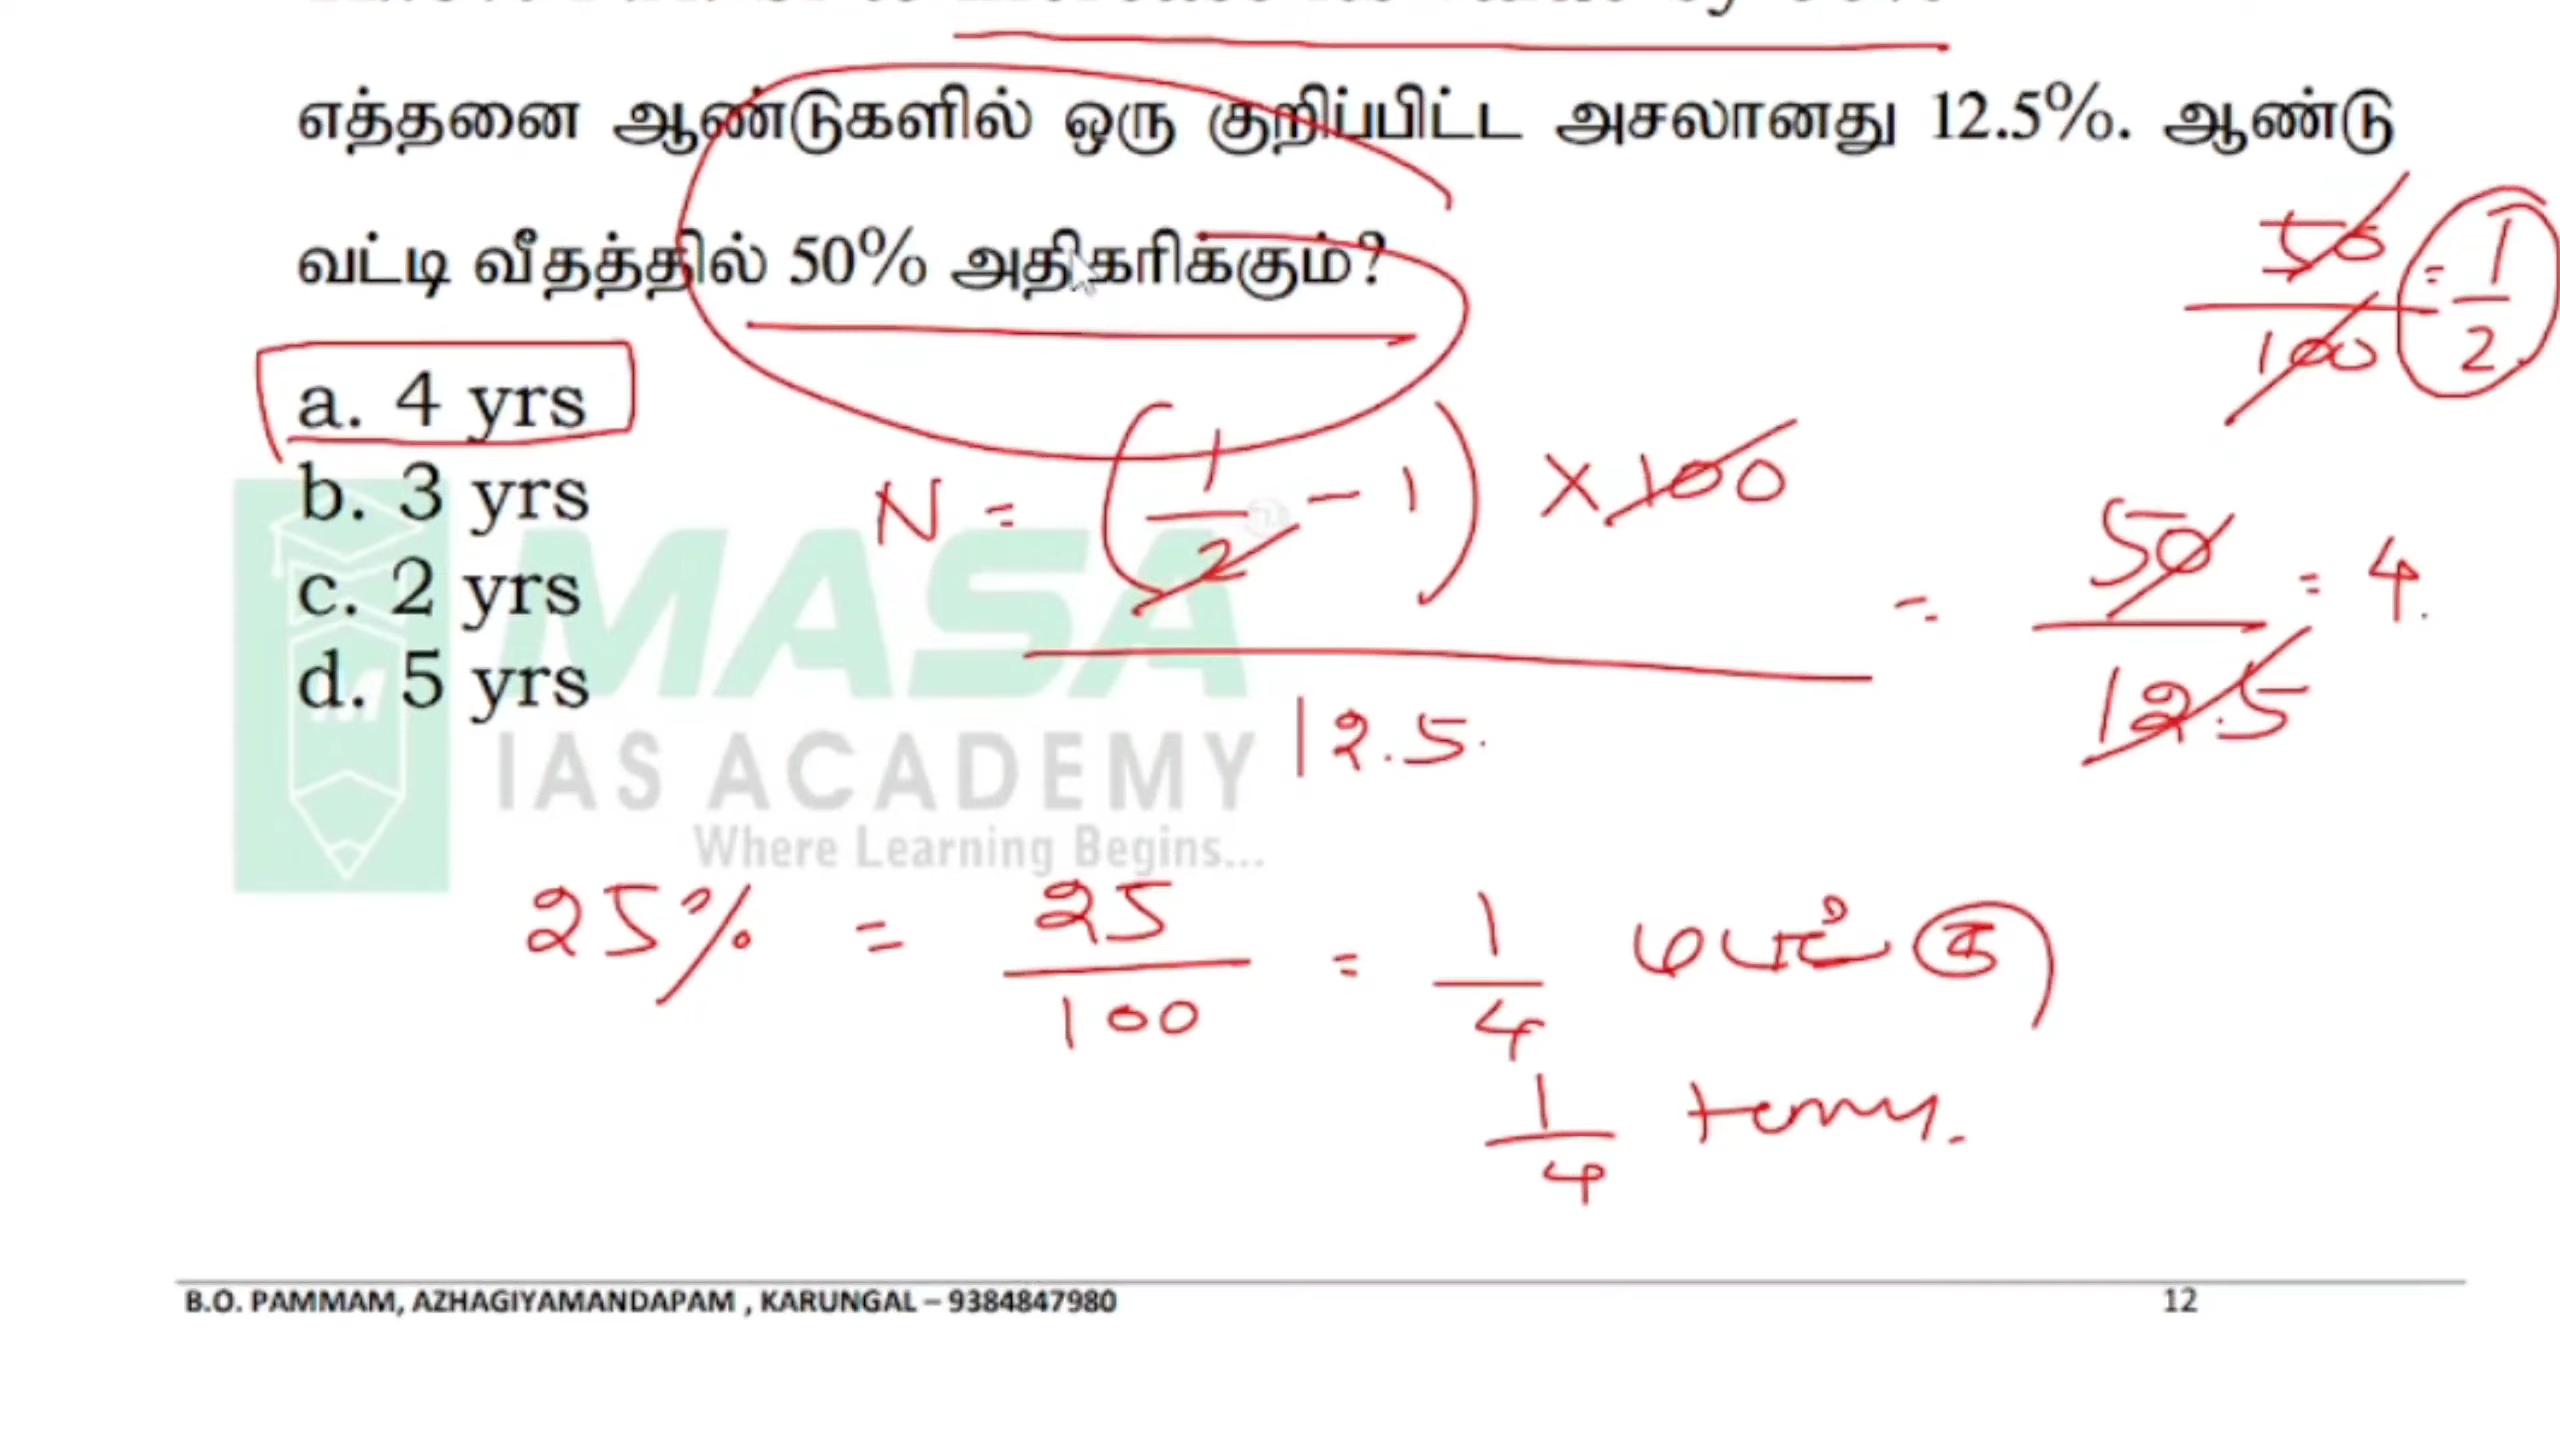 எத்தனை ஆண்டுகளில் ஒரு குறிப்பிட்ட அசலானது 12.5%. ஆண்டு
வட்டி வீதத்தில் 50% அதிகரிக்கும்?
50/100 = 1/2
a. 4 yrs
b. 3 yrs
c. 2 yrs
d. 5 yrs
N = (1/2 - 1) × 100 / 12.5 = 50/12.5 = 4.
MASA
IAS ACADEMY
Where Learning Begins...
25% = 25/100 = 1/4
1/4
B.O. PAMMAM, AZHAGIYAMANDAPAM , KARUNGAL – 9384847980
12